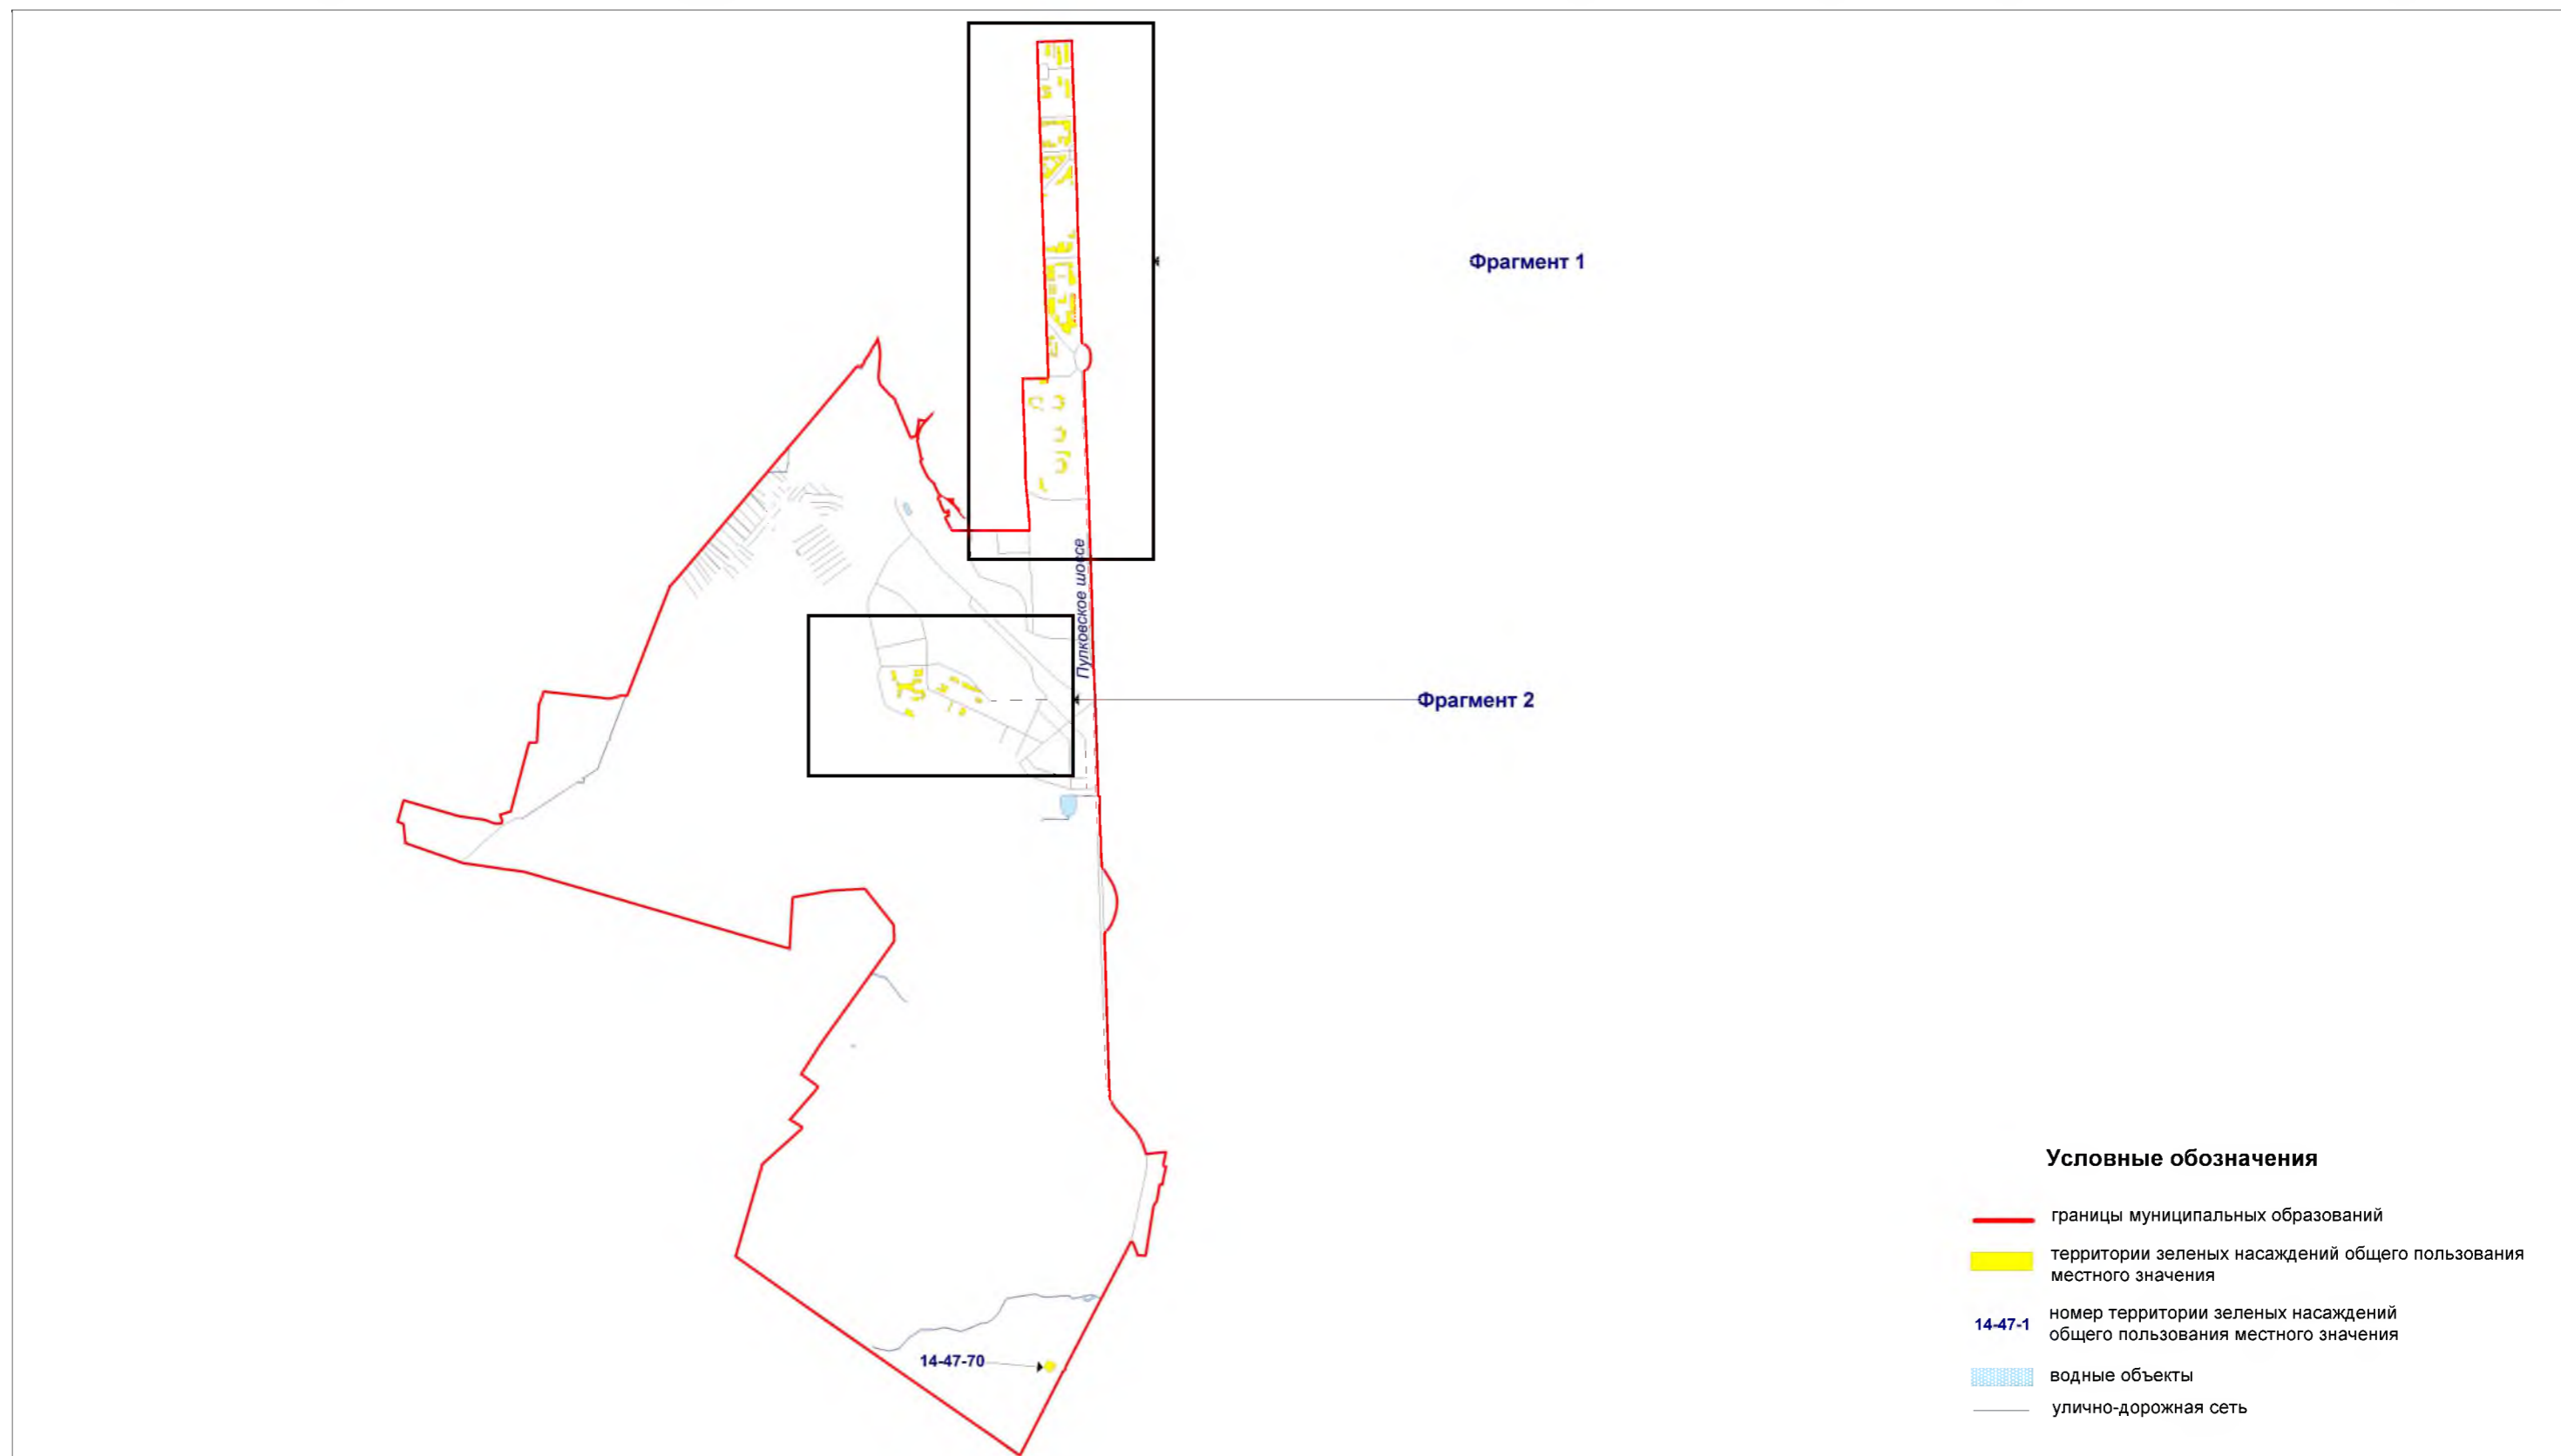 Фрагмент 1
Пулковское шоссе
Фрагмент 2
14-47-70
Условные обозначения
границы муниципальных образований
территории зеленых насаждений общего пользования
местного значения
14-47-1
номер территории зеленых насаждений
общего пользования местного значения
водные объекты
улично-дорожная сеть